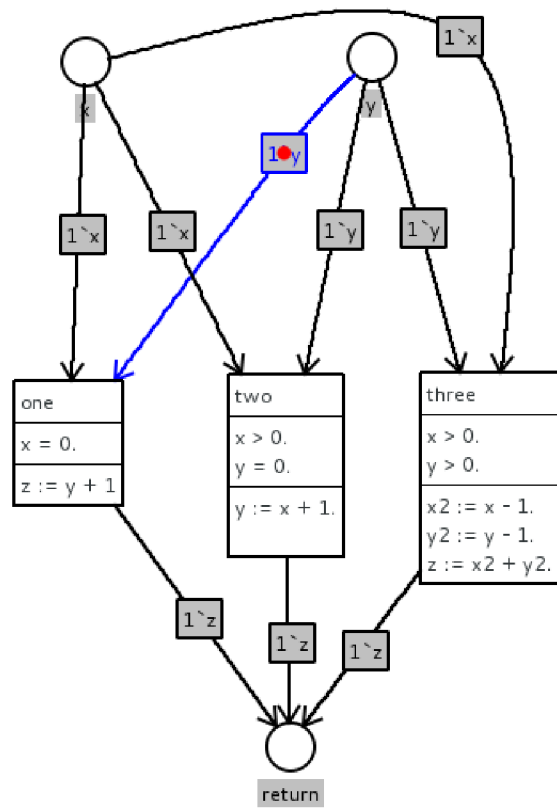 1`x
x
y
1`y
1`x
1`x
1`y
1`y
one
x = 0.
z := y + 1
two
x > 0.
y = 0.
y := x + 1.
three
x > 0.
y > 0.
x2 := x - 1.
y2 := y - 1.
z := x2 + y2.
1`z
1`z
1`z
return